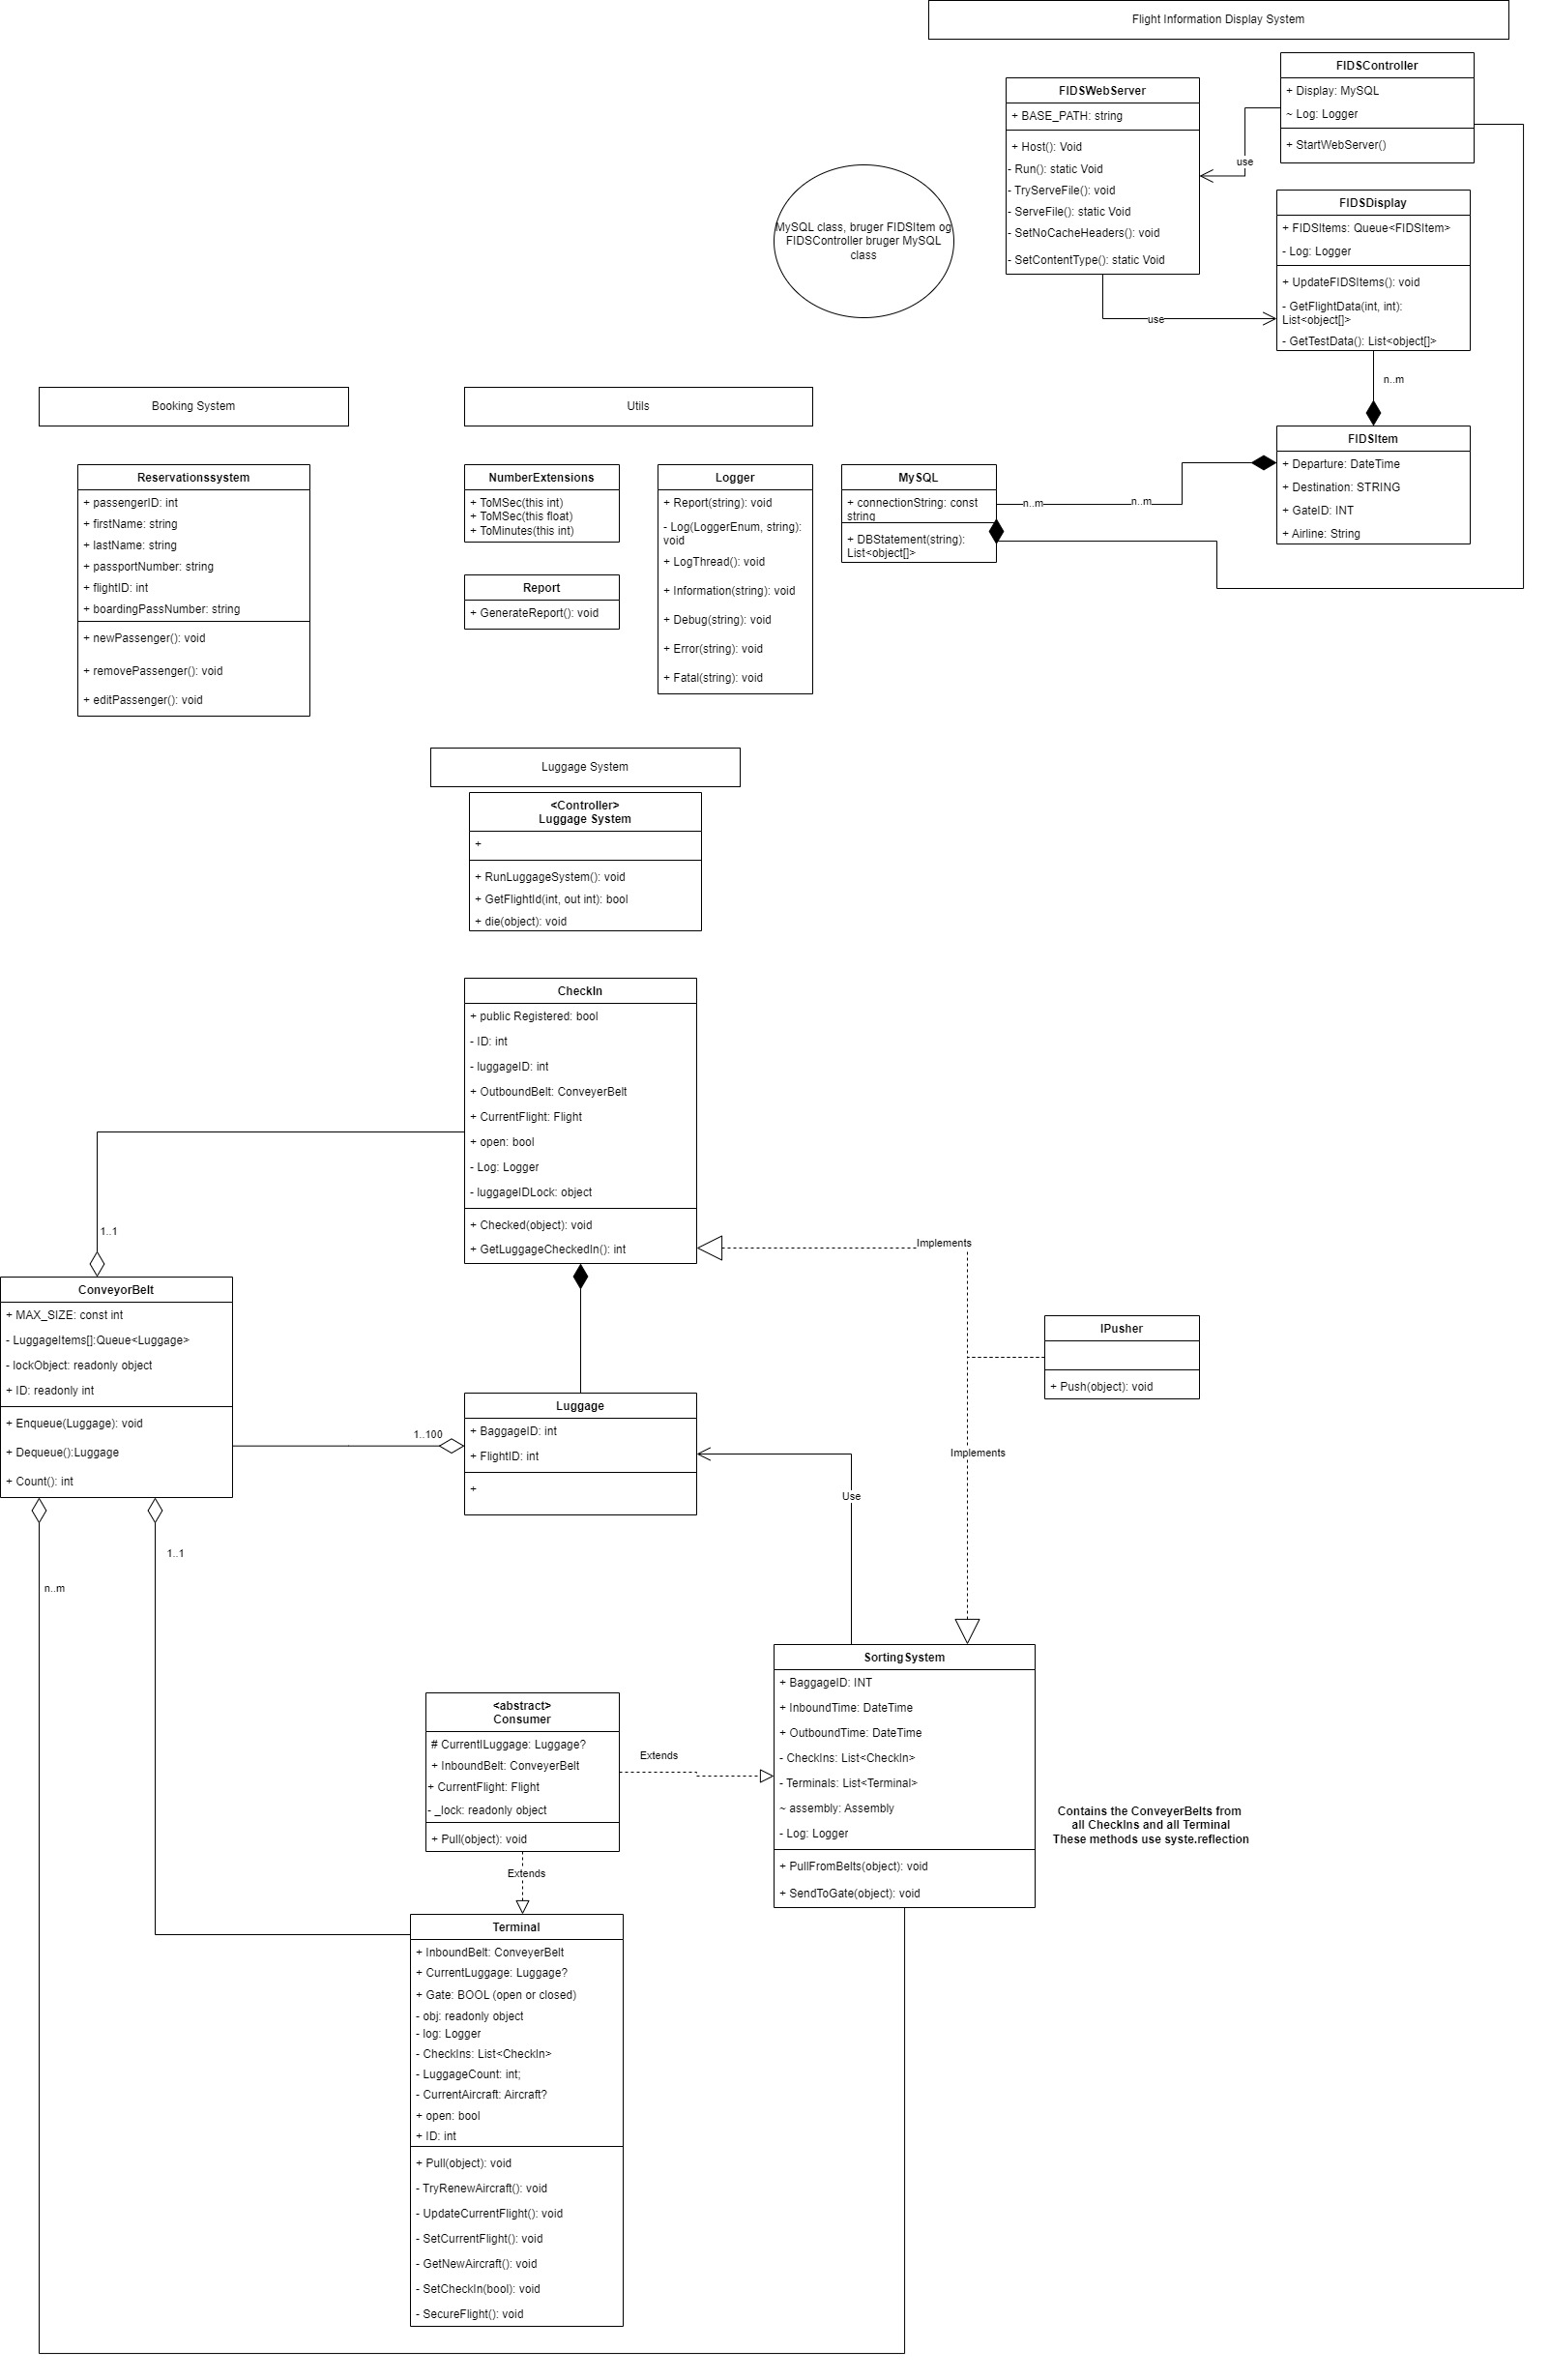 Flight Information Display System
FIDSController
+ Display: MySQL
~ Log: Logger
+ StartWebServer()
FIDSWebServer
+ BASE_PATH: string
+ Host(): Void
- Run(): static Void
- TryServeFile(): void
- ServeFile(): static Void
- SetNoCacheHeaders(): void
- SetContentType(): static Void
use
MySQL class, bruger FIDSItem og
FIDSController bruger MySQL
class
FIDSDisplay
+ FIDSItems: Queue<FIDSItem>
- Log: Logger
+ UpdateFIDSItems(): void
- GetFlightData(int, int):
List<object[]>
- GetTestData(): List<object[]>
use
n..m
FIDSItem
+ Departure: DateTime
+ Destination: STRING
+ GateID: INT
+ Airline: String
Booking System
Reservationssystem
+ passengerID: int
+ firstName: string
+ lastName: string
+ passportNumber: string
+ flightID: int
+ boardingPassNumber: string
+ newPassenger(): void
+ removePassenger(): void
+ editPassenger(): void
Utils
NumberExtensions
+ ToMSec(this int)
+ ToMSec(this float)
+ ToMinutes(this int)
Report
+ GenerateReport(): void
Logger
+ Report(string): void
- Log(LoggerEnum, string):
void
+ LogThread(): void
+ Information(string): void
+ Debug(string): void
+ Error(string): void
+ Fatal(string): void
MySQL
+ connectionString: const
string
+ DBStatement(string):
List<object[]>
n..m
n..m
Luggage System
<Controller>
Luggage System
+
+ RunLuggageSystem(): void
+ GetFlightId(int, out int): bool
+ die(object): void
CheckIn
+ public Registered: bool
- ID: int
- luggageID: int
+ OutboundBelt: ConveyerBelt
+ CurrentFlight: Flight
+ open: bool
- Log: Logger
- luggageIDLock: object
+ Checked(object): void
+ GetLuggageCheckedIn(): int
1..1
Implements
ConveyorBelt
+ MAX_SIZE: const int
- LuggageItems[]:Queue<Luggage>
- lockObject: readonly object
+ ID: readonly int
+ Enqueue(Luggage): void
+ Dequeue():Luggage
+ Count(): int
IPusher
+ Push(object): void
1..100
Luggage
+ BaggageID: int
+ FlightID: int
+
Implements
Use
1..1
n..m
SortingSystem
+ BaggageID: INT
+ InboundTime: DateTime
+ OutboundTime: DateTime
- CheckIns: List<CheckIn>
- Terminals: List<Terminal>
~ assembly: Assembly
- Log: Logger
+ PullFromBelts(object): void
+ SendToGate(object): void
<abstract>
Consumer
# CurrentlLuggage: Luggage?
+ InboundBelt: ConveyerBelt
+ CurrentFlight: Flight
- _lock: readonly object
+ Pull(object): void
Extends
Extends
Contains the ConveyerBelts from
all CheckIns and all Terminal
These methods use syste.reflection
Terminal
+ InboundBelt: ConveyerBelt
+ CurrentLuggage: Luggage?
+ Gate: BOOL (open or closed)
- obj: readonly object
- log: Logger
- CheckIns: List<CheckIn>
- LuggageCount: int;
- CurrentAircraft: Aircraft?
+ open: bool
+ ID: int
+ Pull(object): void
- TryRenewAircraft(): void
- UpdateCurrentFlight(): void
- SetCurrentFlight(): void
- GetNewAircraft(): void
- SetCheckIn(bool): void
- SecureFlight(): void